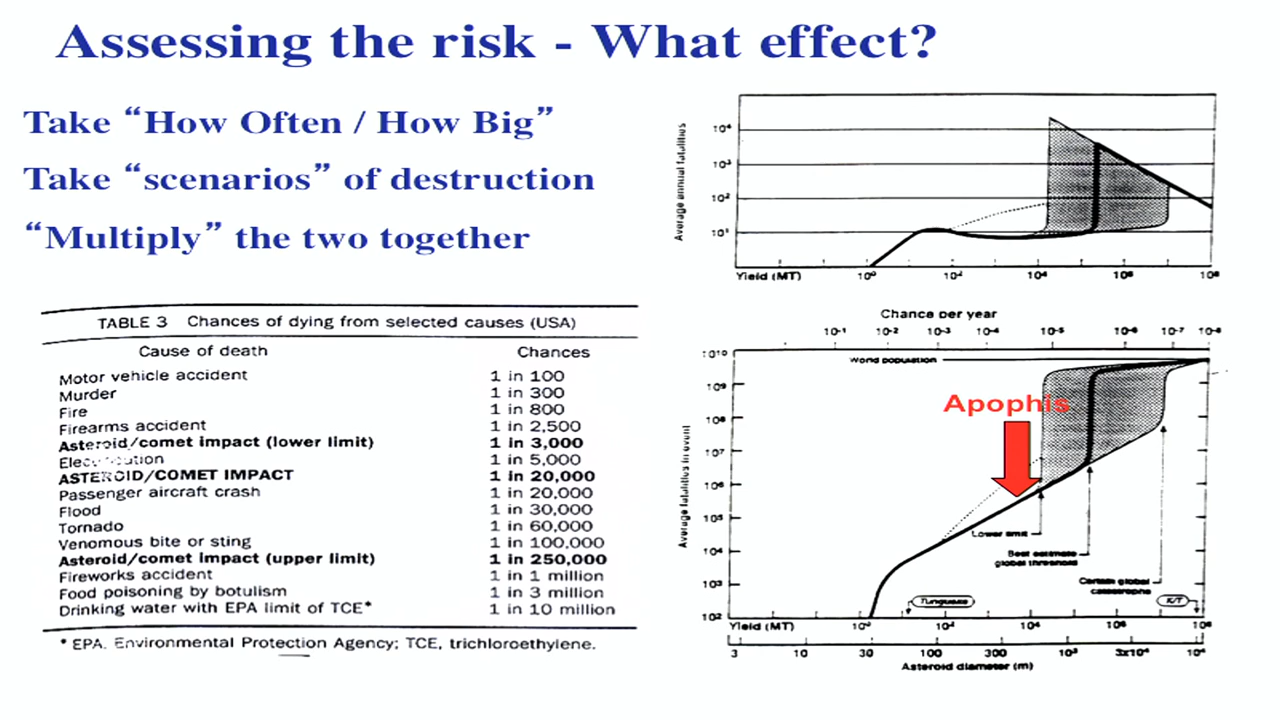 Assessing the risk - What effect?
Take “How Often / How Big”
Take “scenarios” of destruction
“Multiply” the two together
TABLE 3 Chances of dying from selected causes (USA)
Cause of death Chances
Motor vehicle accident 1 in 100
Murder 1 in 300
Fire 1 in 800
Firearms accident 1 in 2,500
Asteroid/comet impact (lower limit) 1 in 3,000
1 in 5,000
ASTEROID/COMET IMPACT 1 in 20,000
Passenger aircraft crash 1 in 20,000
Flood 1 in 30,000
Tornado 1 in 60,000
Venomous bite or sting 1 in 100,000
Asteroid/comet impact (upper limit) 1 in 250,000
Fireworks accident 1 in 1 million
Food poisoning by botulism 1 in 3 million
Drinking water with EPA limit of TCE* 1 in 10 million
* EPA. Environmental Protection Agency; TCE, trichloroethylene.
Average annual fatalities
10⁴
10³
10²
10¹
Yield (MT) 10⁰ 10² 10⁴ 10⁶ 10⁸
Chance per year
10-¹ 10-² 10-³ 10-⁴ 10-⁵ 10-⁶ 10-⁷ 10-⁸
Average fatalities in event
10¹⁰
World population
10⁹
Apophis
10⁸
10⁷
10⁶
10⁵
Lower limit
10⁴
Best estimate
global threshold
10³
Certain global
catastrophe
Tunguska K/T
10²
Yield (MT) 10⁰ 10² 10⁴ 10⁶ 10⁸
3 10 30 100 300 10³ 3x10⁴ 10⁴
Asteroid diameter (m)